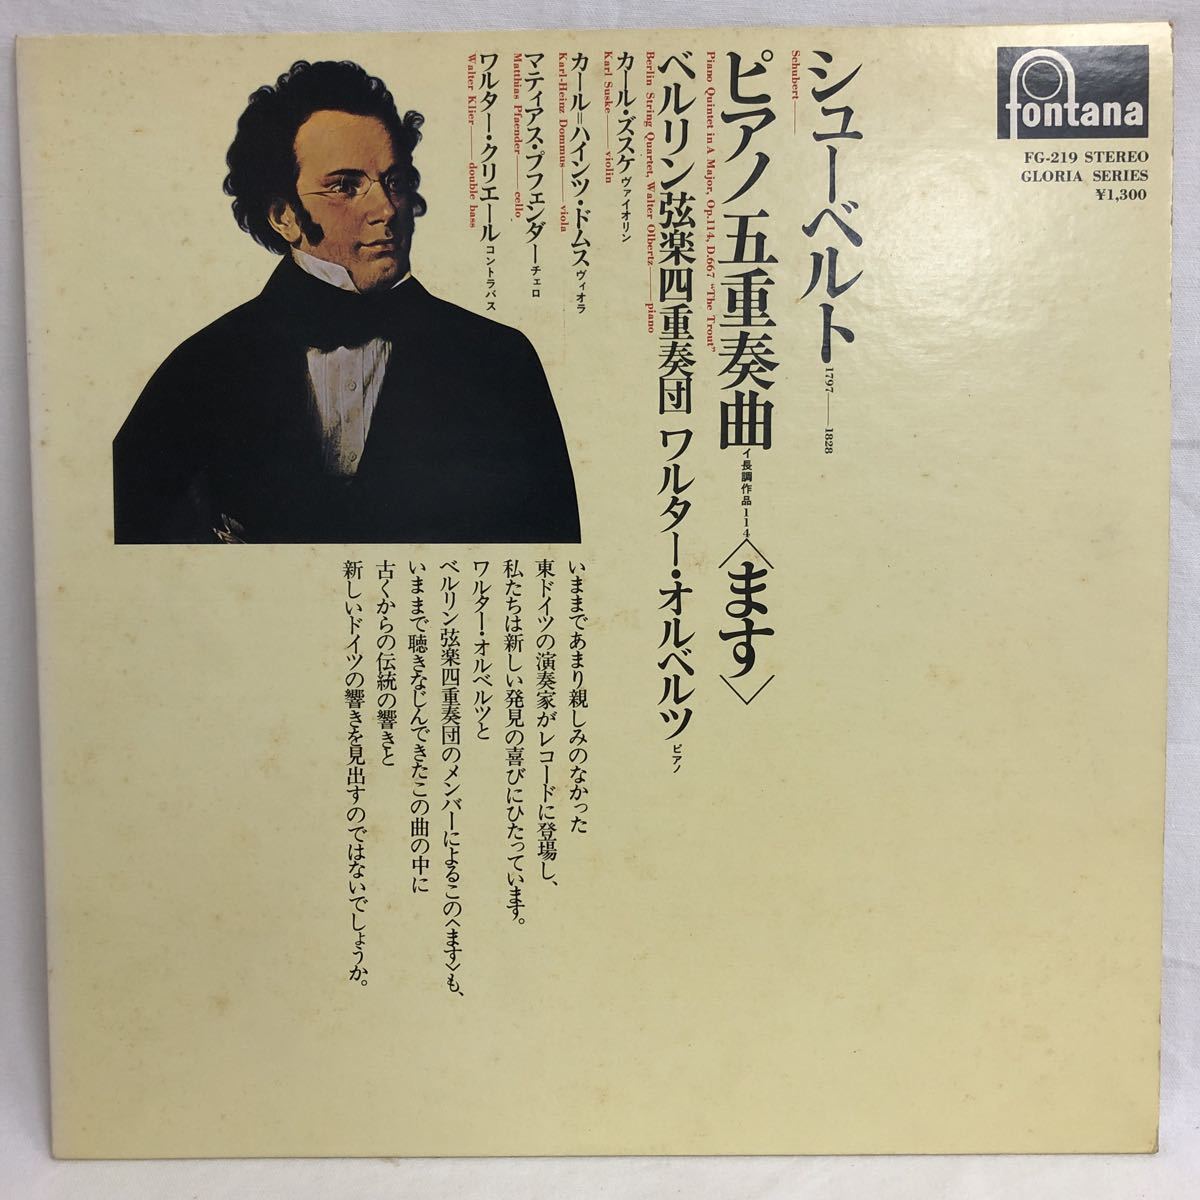 fontana
FG-219 STEREO
GLORIA SERIES
¥1,300
シューベルト 1797——1828
Schubert——
ピアノ五重奏曲 イ長調作品114〈ます〉
Piano Quintet in A Major, Op.114, D.667 “The Trout”
ベルリン弦楽四重奏団 ワルター・オルベルツ ピアノ
Berlin String Quartet, Walter Olbertz——piano
カール・ズスケ ヴァイオリン
Karl Suske——violin
カール＝ハインツ・ドムス ヴィオラ
Karl-Heinz Dommus——viola
マティアス・プフェンダー チェロ
Matthias Pfaender——cello
ワルター・クリエール コントラバス
Walter Klier——double bass
いままであまり親しみのなかった
東ドイツの演奏家がレコードに登場し、
私たちは新しい発見の喜びにひたっています。
ワルター・オルベルツと
ベルリン弦楽四重奏団のメンバーによるこの〈ます〉も、
いままで聴きなじんできたこの曲の中に
古くからの伝統の響きと
新しいドイツの響きを見出すのではないでしょうか。